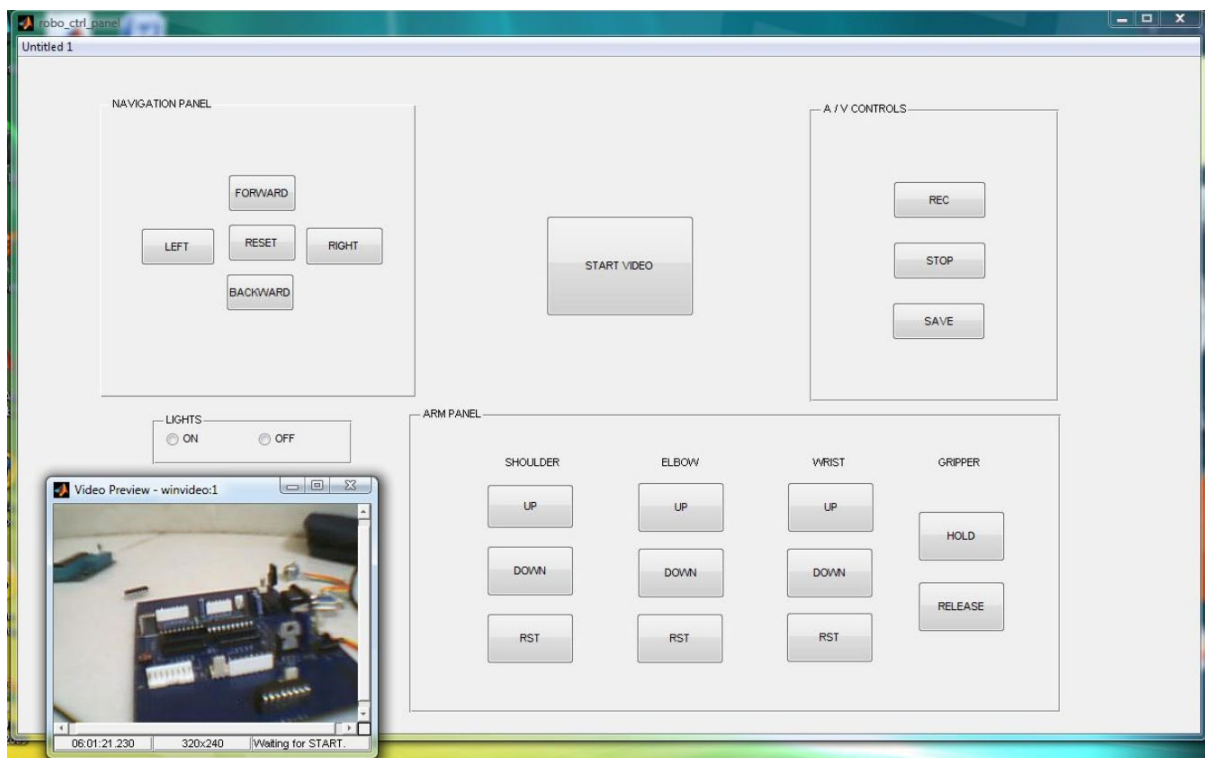 robo_ctrl_panel
Untitled 1
NAVIGATION PANEL
FORWARD
LEFT
RESET
RIGHT
BACKWARD
START VIDEO
A / V CONTROLS
REC
STOP
SAVE
LIGHTS
ON
OFF
ARM PANEL
SHOULDER
ELBOW
WRIST
GRIPPER
UP
UP
UP
HOLD
DOWN
DOWN
DOWN
RELEASE
RST
RST
RST
Video Preview - winvideo:1
06:01:21.230
320x240
Waiting for START.